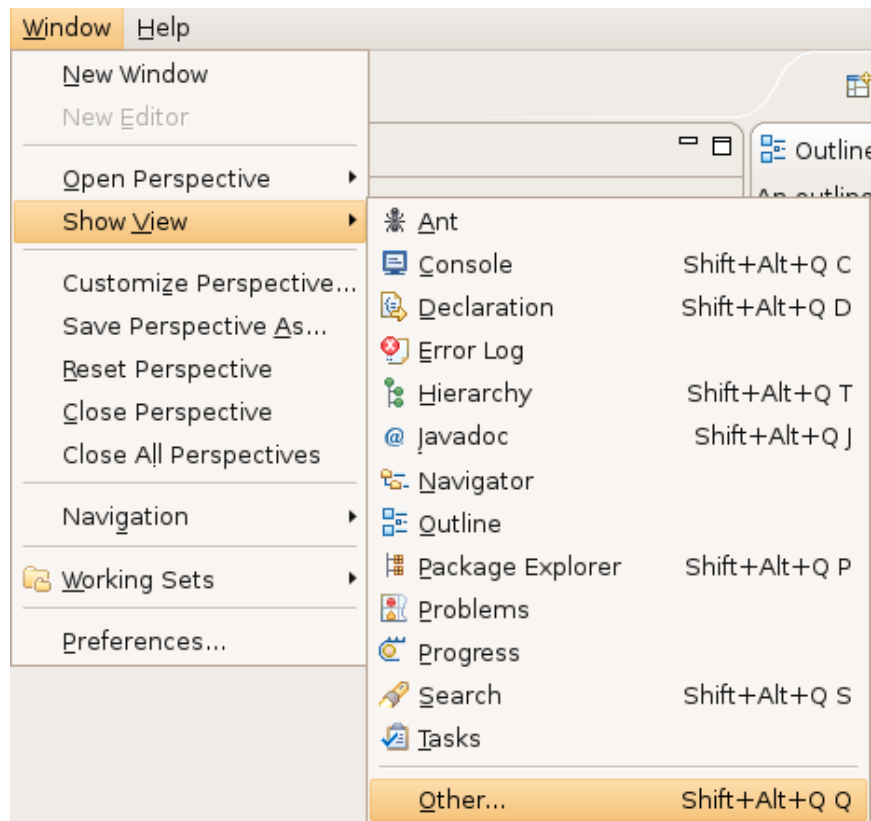 Window Help
New Window
New Editor
Open Perspective
Show View
Customize Perspective...
Save Perspective As...
Reset Perspective
Close Perspective
Close All Perspectives
Navigation
Working Sets
Preferences...
Outline
Ant
Console Shift+Alt+Q C
Declaration Shift+Alt+Q D
Error Log
Hierarchy Shift+Alt+Q T
@ Javadoc Shift+Alt+Q J
Navigator
Outline
Package Explorer Shift+Alt+Q P
Problems
Progress
Search Shift+Alt+Q S
Tasks
Other... Shift+Alt+Q Q